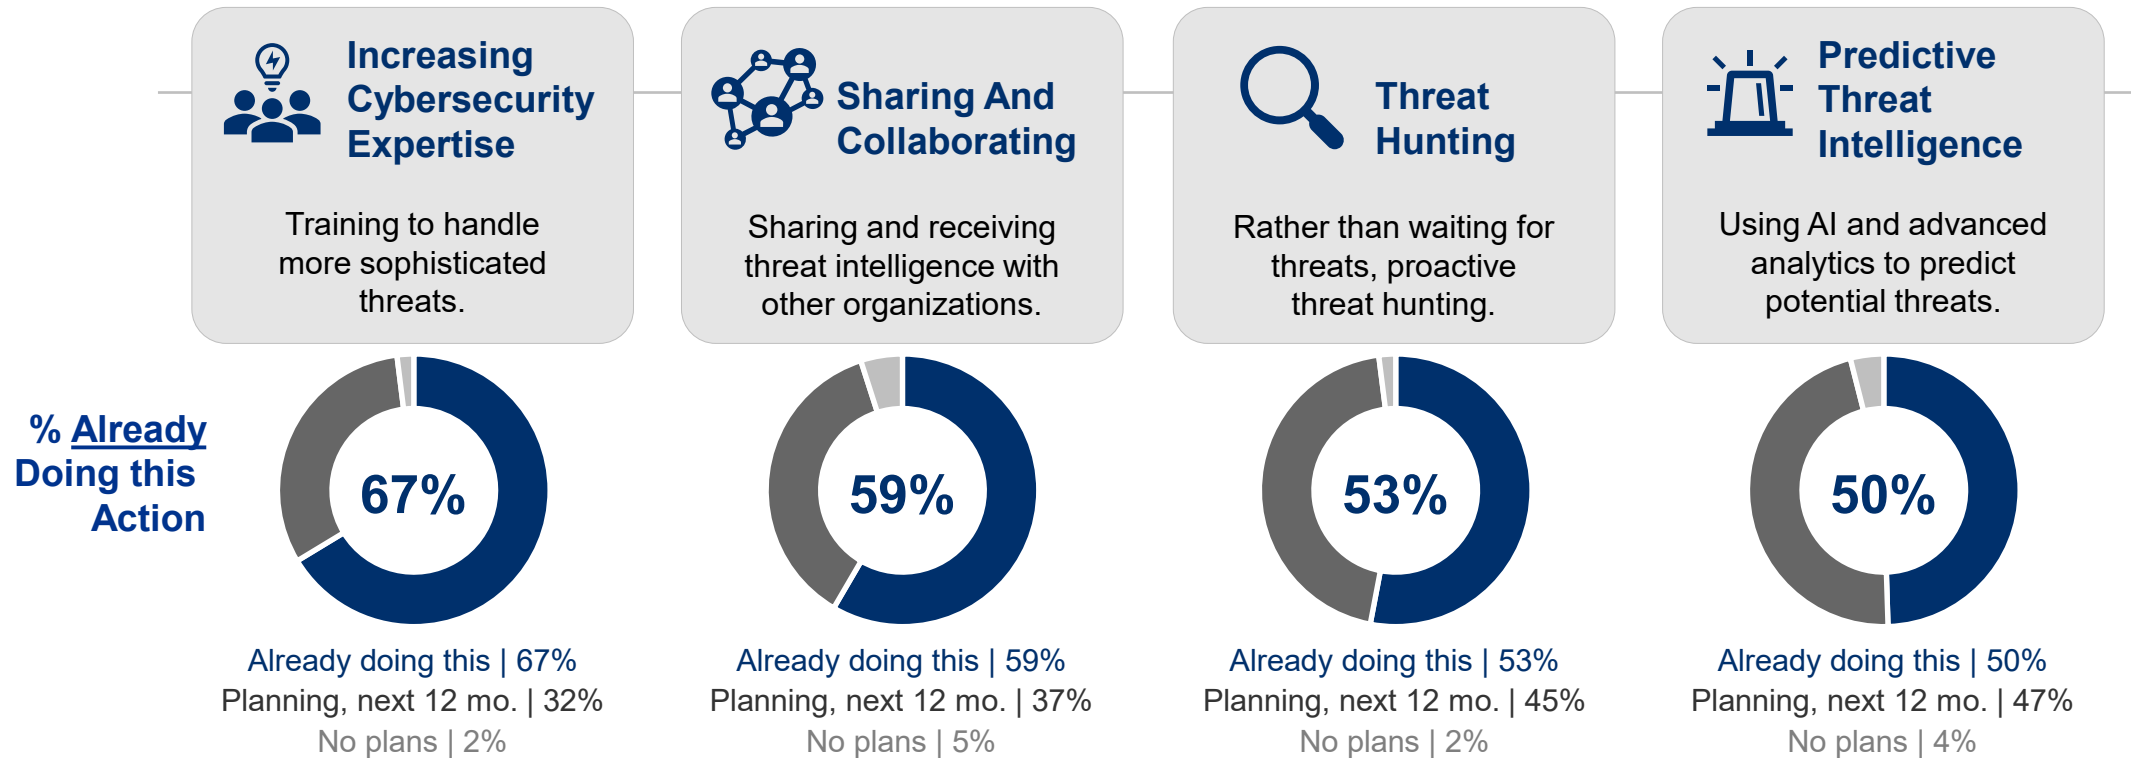 Increasing
Cybersecurity
Expertise
Training to handle
more sophisticated
threats.
Sharing And
Collaborating
Sharing and receiving
threat intelligence with
other organizations.
Threat
Hunting
Rather than waiting for
threats, proactive
threat hunting.
Predictive
Threat
Intelligence
Using AI and advanced
analytics to predict
potential threats.
% Already
Doing this
Action
67%
59%
53%
50%
Already doing this | 67%
Planning, next 12 mo. | 32%
No plans | 2%
Already doing this | 59%
Planning, next 12 mo. | 37%
No plans | 5%
Already doing this | 53%
Planning, next 12 mo. | 45%
No plans | 2%
Already doing this | 50%
Planning, next 12 mo. | 47%
No plans | 4%